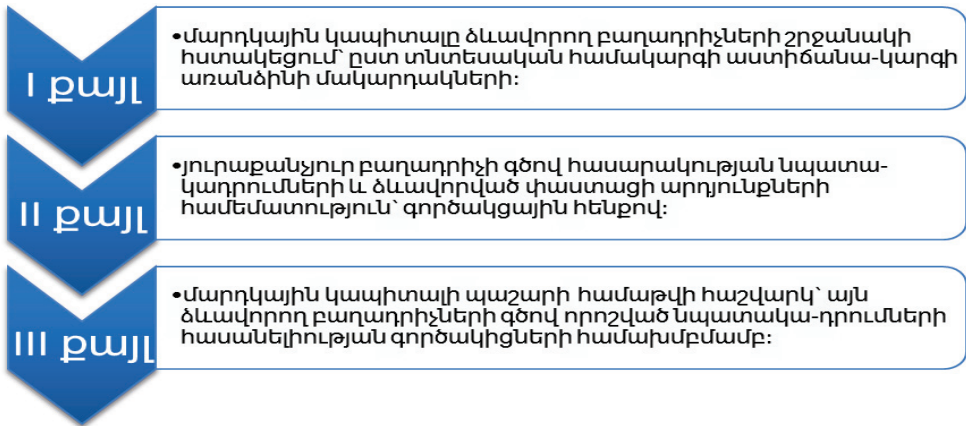 I քայլ
•մարդկային կապիտալը ձևավորող բաղադրիչների շրջանակի
հստակեցում՝ ըստ տնտեսական համակարգի աստիճանա-կարգի
առանձինի մակարդակների:
II քայլ
•յուրաքանչյուր բաղադրիչի գծով հասարակության նպատա-
կադրումների և ձևավորված փաստացի արդյունքների
համեմատություն՝ գործակցային հենքով:
III քայլ
•մարդկային կապիտալի պաշարի համաթվի հաշվարկ՝ այն
ձևավորող բաղադրիչների գծով որոշված նպատակա-դրումների
հասանելիության գործակիցների համախմբմամբ: